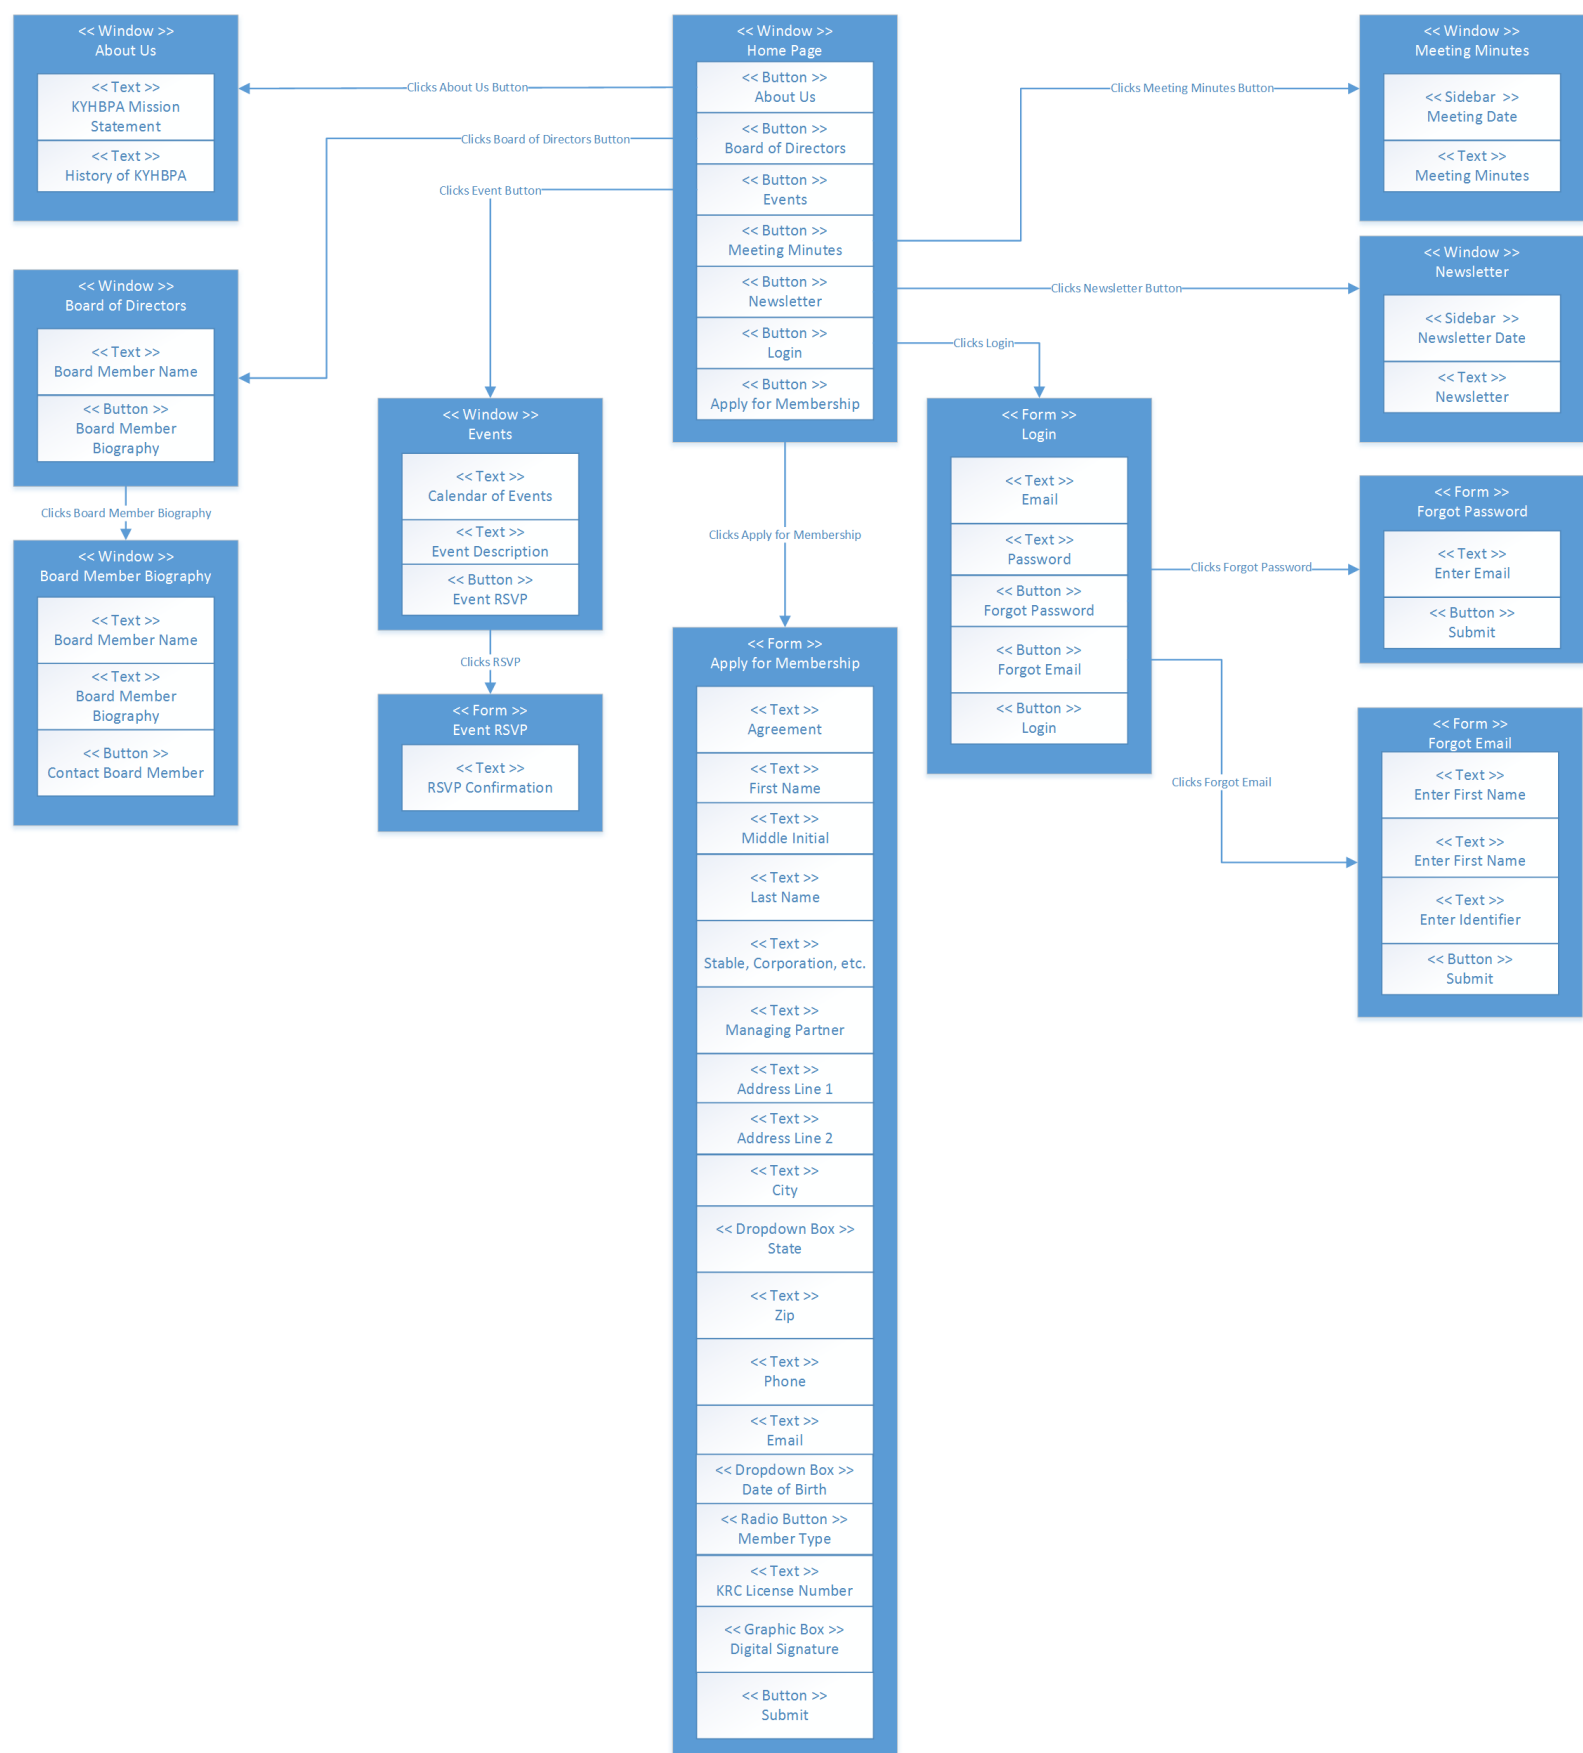 << Window >>
About Us
<< Text >>
KYHBPA Mission
Statement
<< Text >>
History of KYHBPA
Clicks About Us Button
Clicks Board of Directors Button
Clicks Event Button
<< Window >>
Home Page
<< Button >>
About Us
<< Button >>
Board of Directors
<< Button >>
Events
<< Button >>
Meeting Minutes
<< Button >>
Newsletter
<< Button >>
Login
<< Button >>
Apply for Membership
Clicks Meeting Minutes Button
Clicks Newsletter Button
Clicks Login
<< Window >>
Meeting Minutes
<< Sidebar >>
Meeting Date
<< Text >>
Meeting Minutes
<< Window >>
Newsletter
<< Sidebar >>
Newsletter Date
<< Text >>
Newsletter
<< Window >>
Board of Directors
<< Text >>
Board Member Name
<< Button >>
Board Member
Biography
Clicks Board Member Biography
<< Window >>
Board Member Biography
<< Text >>
Board Member Name
<< Text >>
Board Member
Biography
<< Button >>
Contact Board Member
<< Window >>
Events
<< Text >>
Calendar of Events
<< Text >>
Event Description
<< Button >>
Event RSVP
Clicks RSVP
<< Form >>
Event RSVP
<< Text >>
RSVP Confirmation
Clicks Apply for Membership
<< Form >>
Login
<< Text >>
Email
<< Text >>
Password
<< Button >>
Forgot Password
<< Button >>
Forgot Email
<< Button >>
Login
Clicks Forgot Password
Clicks Forgot Email
<< Form >>
Forgot Password
<< Text >>
Enter Email
<< Button >>
Submit
<< Form >>
Forgot Email
<< Text >>
Enter First Name
<< Text >>
Enter First Name
<< Text >>
Enter Identifier
<< Button >>
Submit
<< Form >>
Apply for Membership
<< Text >>
Agreement
<< Text >>
First Name
<< Text >>
Middle Initial
<< Text >>
Last Name
<< Text >>
Stable, Corporation, etc.
<< Text >>
Managing Partner
<< Text >>
Address Line 1
<< Text >>
Address Line 2
<< Text >>
City
<< Dropdown Box >>
State
<< Text >>
Zip
<< Text >>
Phone
<< Text >>
Email
<< Dropdown Box >>
Date of Birth
<< Radio Button >>
Member Type
<< Text >>
KRC License Number
<< Graphic Box >>
Digital Signature
<< Button >>
Submit